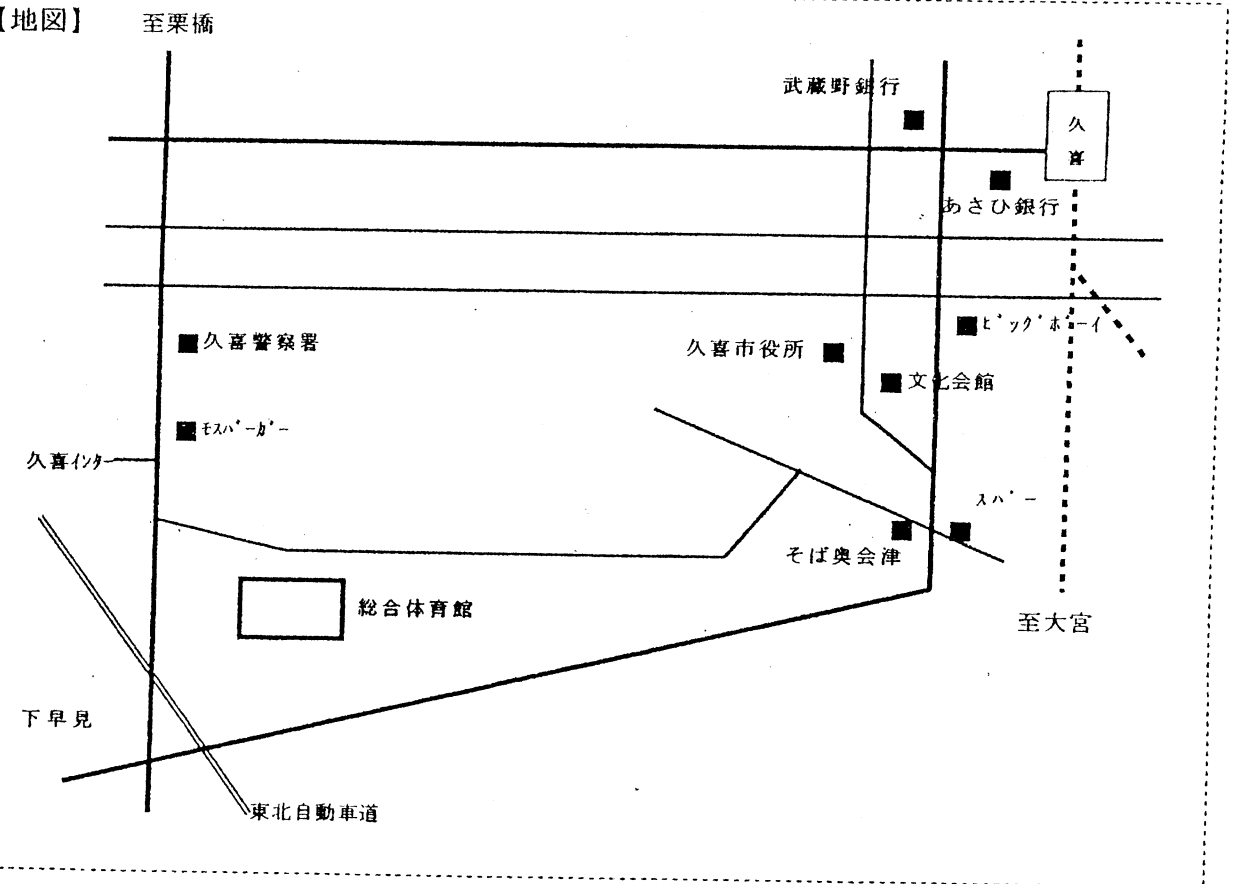 【地図】
至栗橋
武蔵野銀行
久喜
あさひ銀行
ビッグボーイ
久喜警察署
久喜市役所
文化会館
モスバーガー
久喜インター
スパー
そば奥会津
総合体育館
至大宮
下早見
東北自動車道